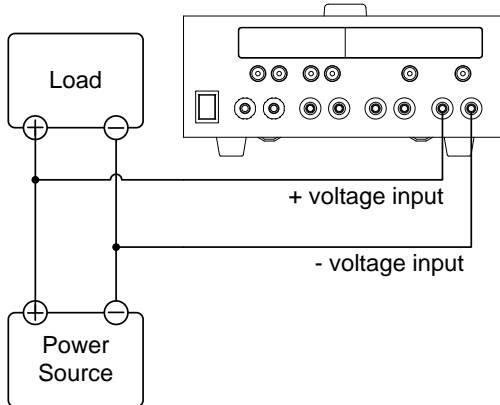 Load
+ −
+ voltage input
- voltage input
+ −
Power
Source